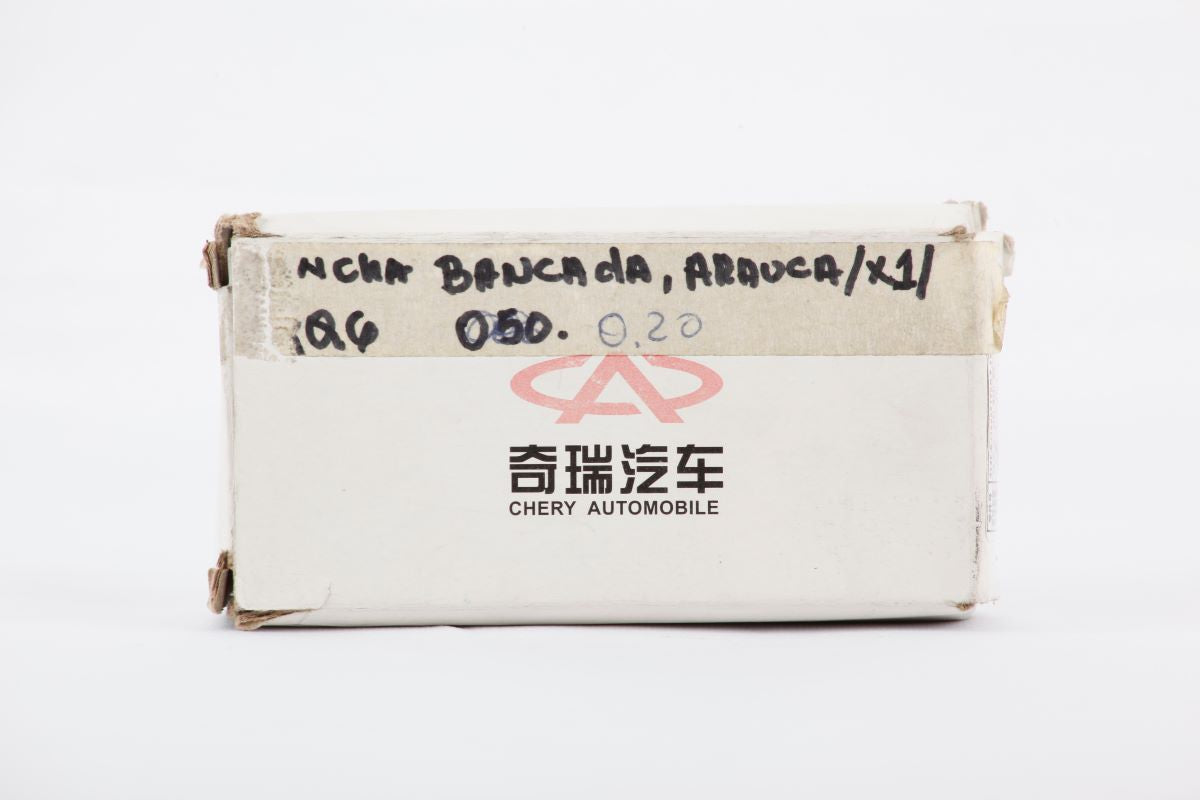 NCHA BANCAdA, ARAUCA/X1/
QQ 050. 0.20
奇瑞汽车
CHERY AUTOMOBILE